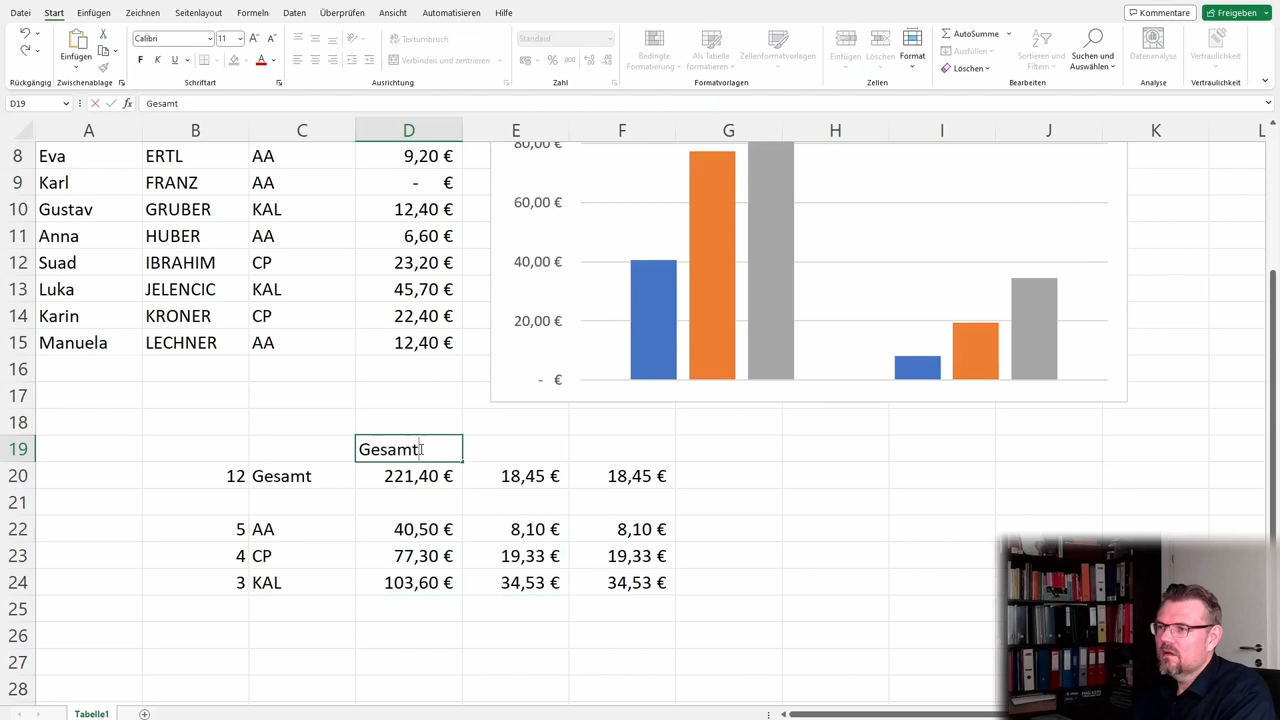 Datei Start Einfügen Zeichnen Seitenlayout Formeln Daten Überprüfen Ansicht Automatisieren Hilfe Kommentare Freigeben
Calibri 11 Textumbruch Standard AutoSumme
Verbinden und zentrieren Ausfüllen
Einfügen Bedingte Formatierung Als Tabelle Formatieren Zellenformatvorlagen Einfügen Löschen Format Löschen Sortieren und Filtern Suchen und Auswählen Datenanalyse Vertraulichkeit
Rückgängig Zwischenablage Schriftart Ausrichtung Zahl Formatvorlagen Zellen Bearbeiten Analyse Vertraulichkeit
D19 fx Gesamt
A B C D E F G H I J K L
8 Eva ERTL AA 9,20 €
9 Karl FRANZ AA - €
10 Gustav GRUBER KAL 12,40 €
11 Anna HUBER AA 6,60 €
12 Suad IBRAHIM CP 23,20 €
13 Luka JELENCIC KAL 45,70 €
14 Karin KRONER CP 22,40 €
15 Manuela LECHNER AA 12,40 €
16
17
18
80,00 €
60,00 €
40,00 €
20,00 €
- €
19 Gesamt
20 12 Gesamt 221,40 € 18,45 € 18,45 €
21
22 5 AA 40,50 € 8,10 € 8,10 €
23 4 CP 77,30 € 19,33 € 19,33 €
24 3 KAL 103,60 € 34,53 € 34,53 €
25
26
27
28
Tabelle1